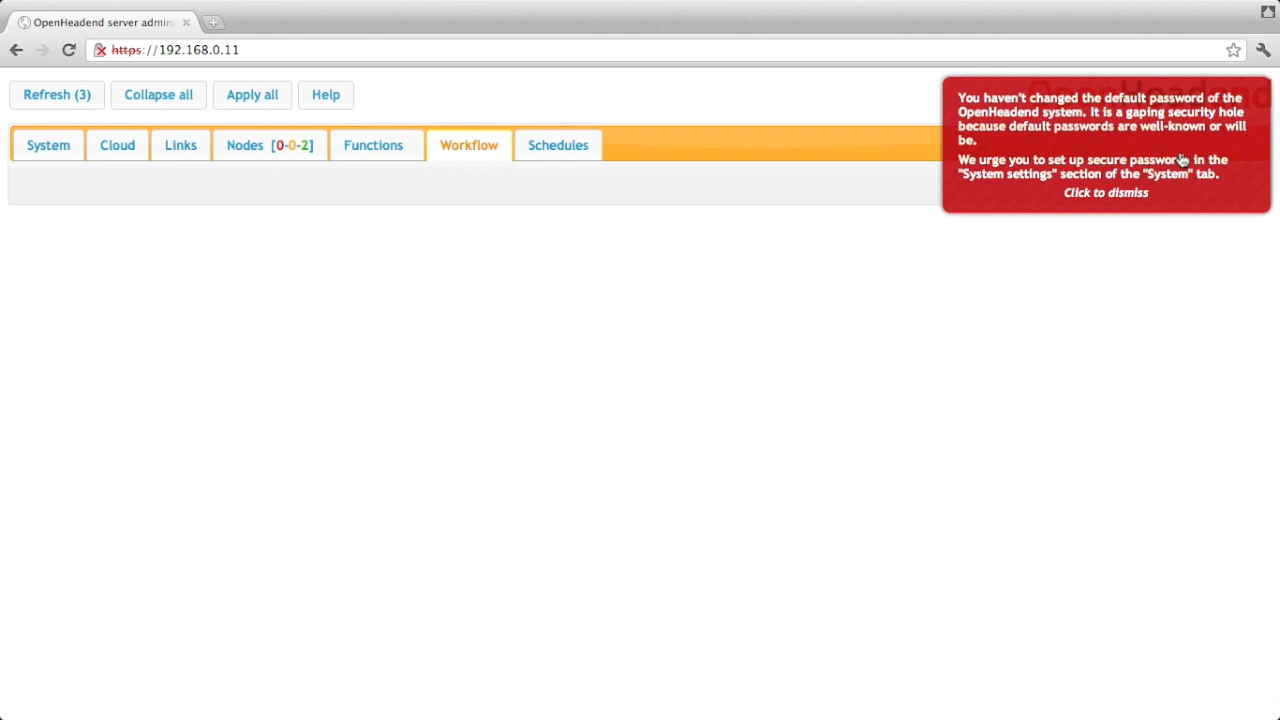 OpenHeadend server admin
https://192.168.0.11
Refresh (3) Collapse all Apply all Help
System Cloud Links Nodes [0-0-2] Functions Workflow Schedules
You haven't changed the default password of the
OpenHeadend system. It is a gaping security hole
because default passwords are well-known or will
be.
We urge you to set up secure passwords in the
"System settings" section of the "System" tab.
Click to dismiss